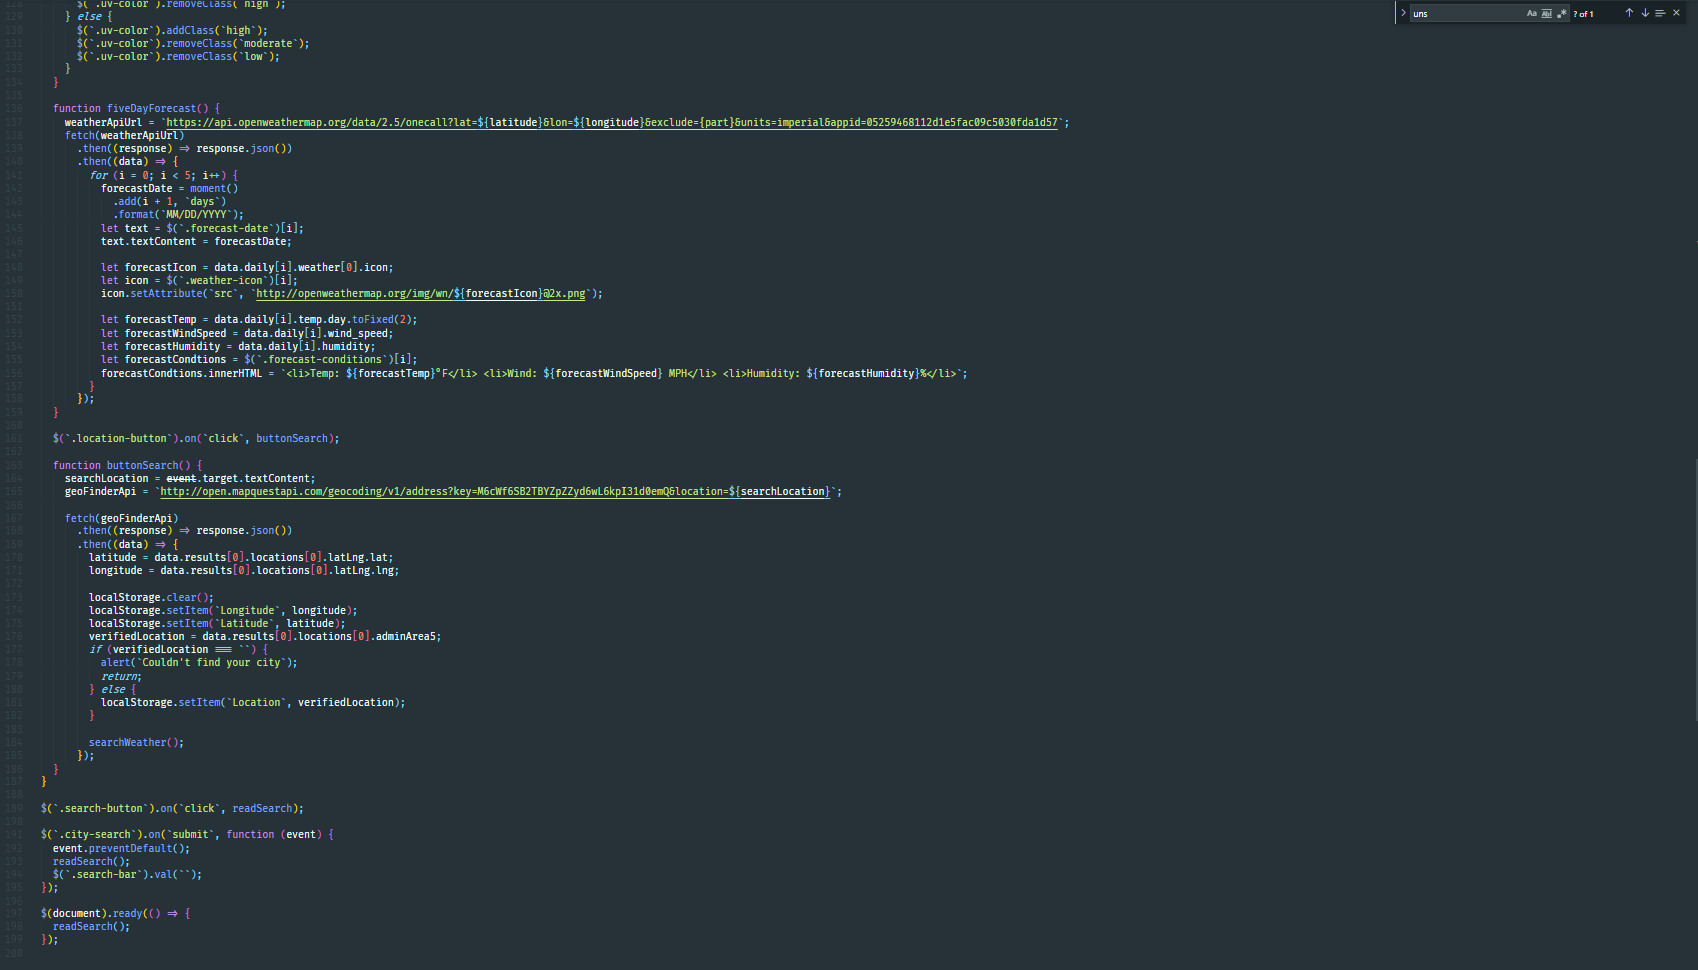 128 $(`.uv-color`).removeClass(`high`);
129 } else {
130 $(`.uv-color`).addClass(`high`);
131 $(`.uv-color`).removeClass(`moderate`);
132 $(`.uv-color`).removeClass(`low`);
133 }
134 }
135
136 function fiveDayForecast() {
137 weatherApiUrl = `https://api.openweathermap.org/data/2.5/onecall?lat=${latitude}&lon=${longitude}&exclude={part}&units=imperial&appid=05259468112d1e5fac09c5030fda1d57`;
138 fetch(weatherApiUrl)
139 .then((response) => response.json())
140 .then((data) => {
141 for (i = 0; i < 5; i++) {
142 forecastDate = moment()
143 .add(i + 1, `days`)
144 .format(`MM/DD/YYYY`);
145 let text = $(`.forecast-date`)[i];
146 text.textContent = forecastDate;
147
148 let forecastIcon = data.daily[i].weather[0].icon;
149 let icon = $(`.weather-icon`)[i];
150 icon.setAttribute(`src`, `http://openweathermap.org/img/wn/${forecastIcon}@2x.png`);
151
152 let forecastTemp = data.daily[i].temp.day.toFixed(2);
153 let forecastWindSpeed = data.daily[i].wind_speed;
154 let forecastHumidity = data.daily[i].humidity;
155 let forecastCondtions = $(`.forecast-conditions`)[i];
156 forecastCondtions.innerHTML = `<li>Temp: ${forecastTemp}°F</li> <li>Wind: ${forecastWindSpeed} MPH</li> <li>Humidity: ${forecastHumidity}%</li>`;
157 }
158 });
159 }
160
161 $(`.location-button`).on(`click`, buttonSearch);
162
163 function buttonSearch() {
164 searchLocation = event.target.textContent;
165 geoFinderApi = `http://open.mapquestapi.com/geocoding/v1/address?key=M6cWf6SB2TBYZpZZyd6wL6kpI31d0emQ&location=${searchLocation}`;
166
167 fetch(geoFinderApi)
168 .then((response) => response.json())
169 .then((data) => {
170 latitude = data.results[0].locations[0].latLng.lat;
171 longitude = data.results[0].locations[0].latLng.lng;
172
173 localStorage.clear();
174 localStorage.setItem(`Longitude`, longitude);
175 localStorage.setItem(`Latitude`, latitude);
176 verifiedLocation = data.results[0].locations[0].adminArea5;
177 if (verifiedLocation === ``) {
178 alert(`Couldn't find your city`);
179 return;
180 } else {
181 localStorage.setItem(`Location`, verifiedLocation);
182 }
183
184 searchWeather();
185 });
186 }
187 }
188
189 $(`.search-button`).on(`click`, readSearch);
190
191 $(`.city-search`).on(`submit`, function (event) {
192 event.preventDefault();
193 readSearch();
194 $(`.search-bar`).val(``);
195 });
196
197 $(document).ready(() => {
198 readSearch();
199 });
200
uns Aa Abl .* ? of 1